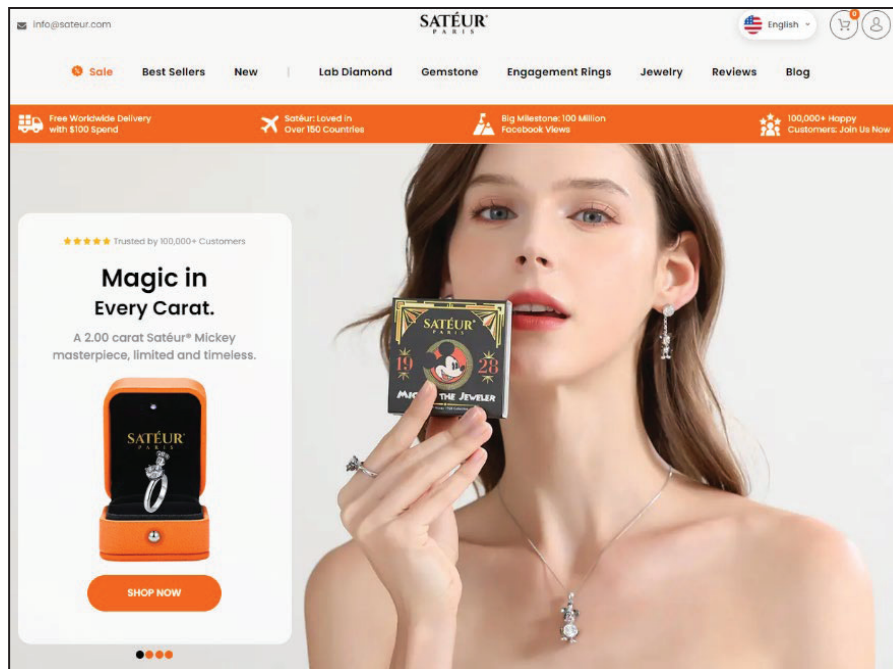 info@sateur.com
SATÉUR
PARIS
English
0
Sale
Best Sellers
New
Lab Diamond
Gemstone
Engagement Rings
Jewelry
Reviews
Blog
Free Worldwide Delivery
with $100 Spend
Satéur: Loved in
Over 150 Countries
Big Milestone: 100 Million
Facebook Views
100,000+ Happy
Customers: Join Us Now
Trusted by 100,000+ Customers
Magic in
Every Carat.
A 2.00 carat Satéur® Mickey
masterpiece, limited and timeless.
SATÉUR
PARIS
SHOP NOW
SATÉUR
PARIS
19 28
THE JEWELER